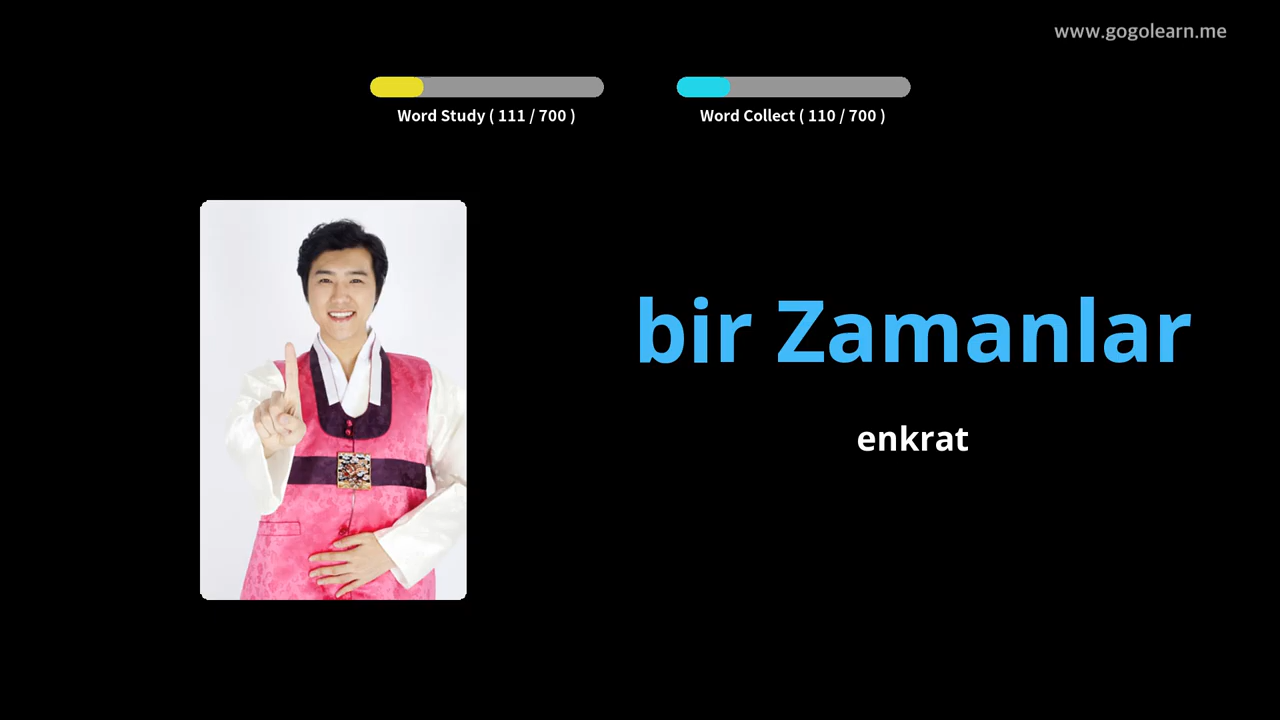 www.gogolearn.me
Word Study ( 111 / 700 )
Word Collect ( 110 / 700 )
bir Zamanlar
enkrat